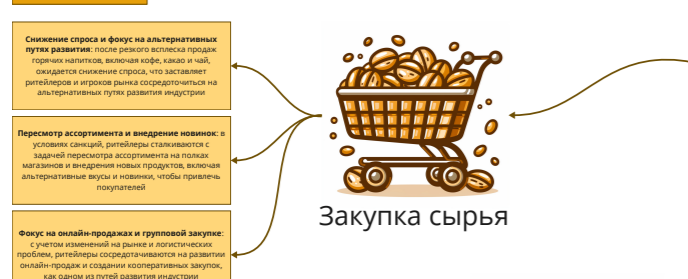 Снижение спроса и фокус на альтернативных
путях развития: после резкого всплеска продаж
горячих напитков, включая кофе, какао и чай,
ожидается снижение спроса, что заставляет
ритейлеров и игроков рынка сосредоточиться на
альтернативных путях развития индустрии
Пересмотр ассортимента и внедрение новинок: в
условиях санкций, ритейлеры сталкиваются с
задачей пересмотра ассортимента на полках
магазинов и внедрения новых продуктов, включая
альтернативные вкусы и новинки, чтобы привлечь
покупателей
Фокус на онлайн-продажах и групповой закупке:
с учетом изменений на рынке и логистических
проблем, ритейлеры сосредотачиваются на развитии
онлайн-продаж и создании кооперативных закупок,
как одном из путей развития индустрии
Закупка сырья